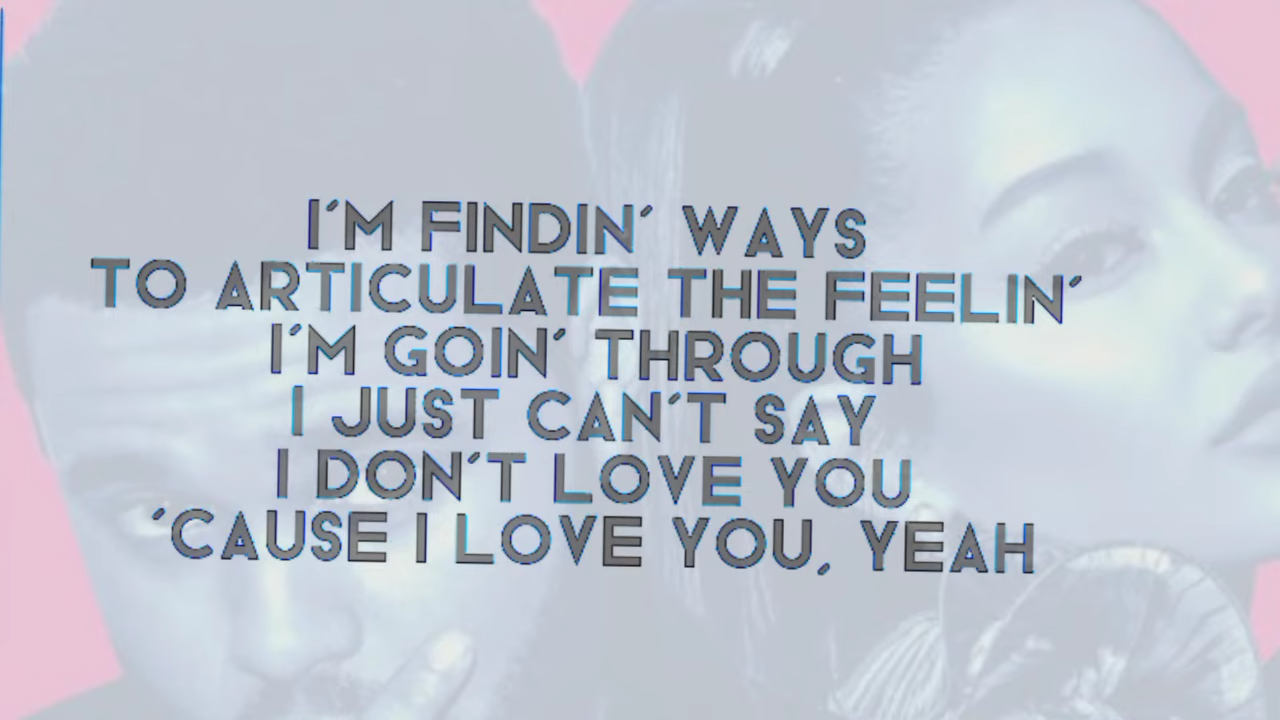 I'M FINDIN' WAYS
TO ARTICULATE THE FEELIN'
I'M GOIN' THROUGH
I JUST CAN'T SAY
I DON'T LOVE YOU
'CAUSE I LOVE YOU, YEAH